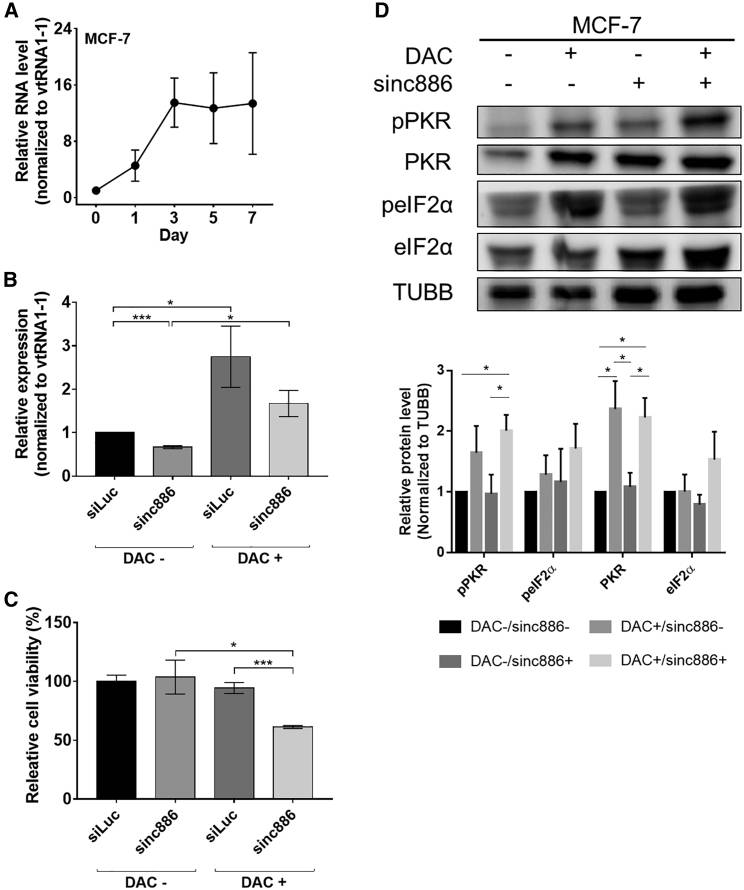 A
MCF-7
Relative RNA level
(nomalized to vtRNA1-1)
16
12
8
4
0
0 1 3 5 7
Day
B
Relative expression
(nomalized to vtRNA1-1)
4
3
2
1
0
*
*** *
siLuc sinc886 siLuc sinc886
DAC - DAC +
C
Releative cell viability (%)
150
100
50
0
*
***
siLuc sinc886 siLuc sinc886
DAC - DAC +
D
MCF-7
DAC - + - +
sinc886 - - + +
pPKR
PKR
peIF2α
eIF2α
TUBB
Relative protein level
(Normalized to TUBB)
3
2
1
0
* *
* * * *
pPKR peIF2α PKR eIF2α
DAC-/sinc886- DAC+/sinc886-
DAC-/sinc886+ DAC+/sinc886+